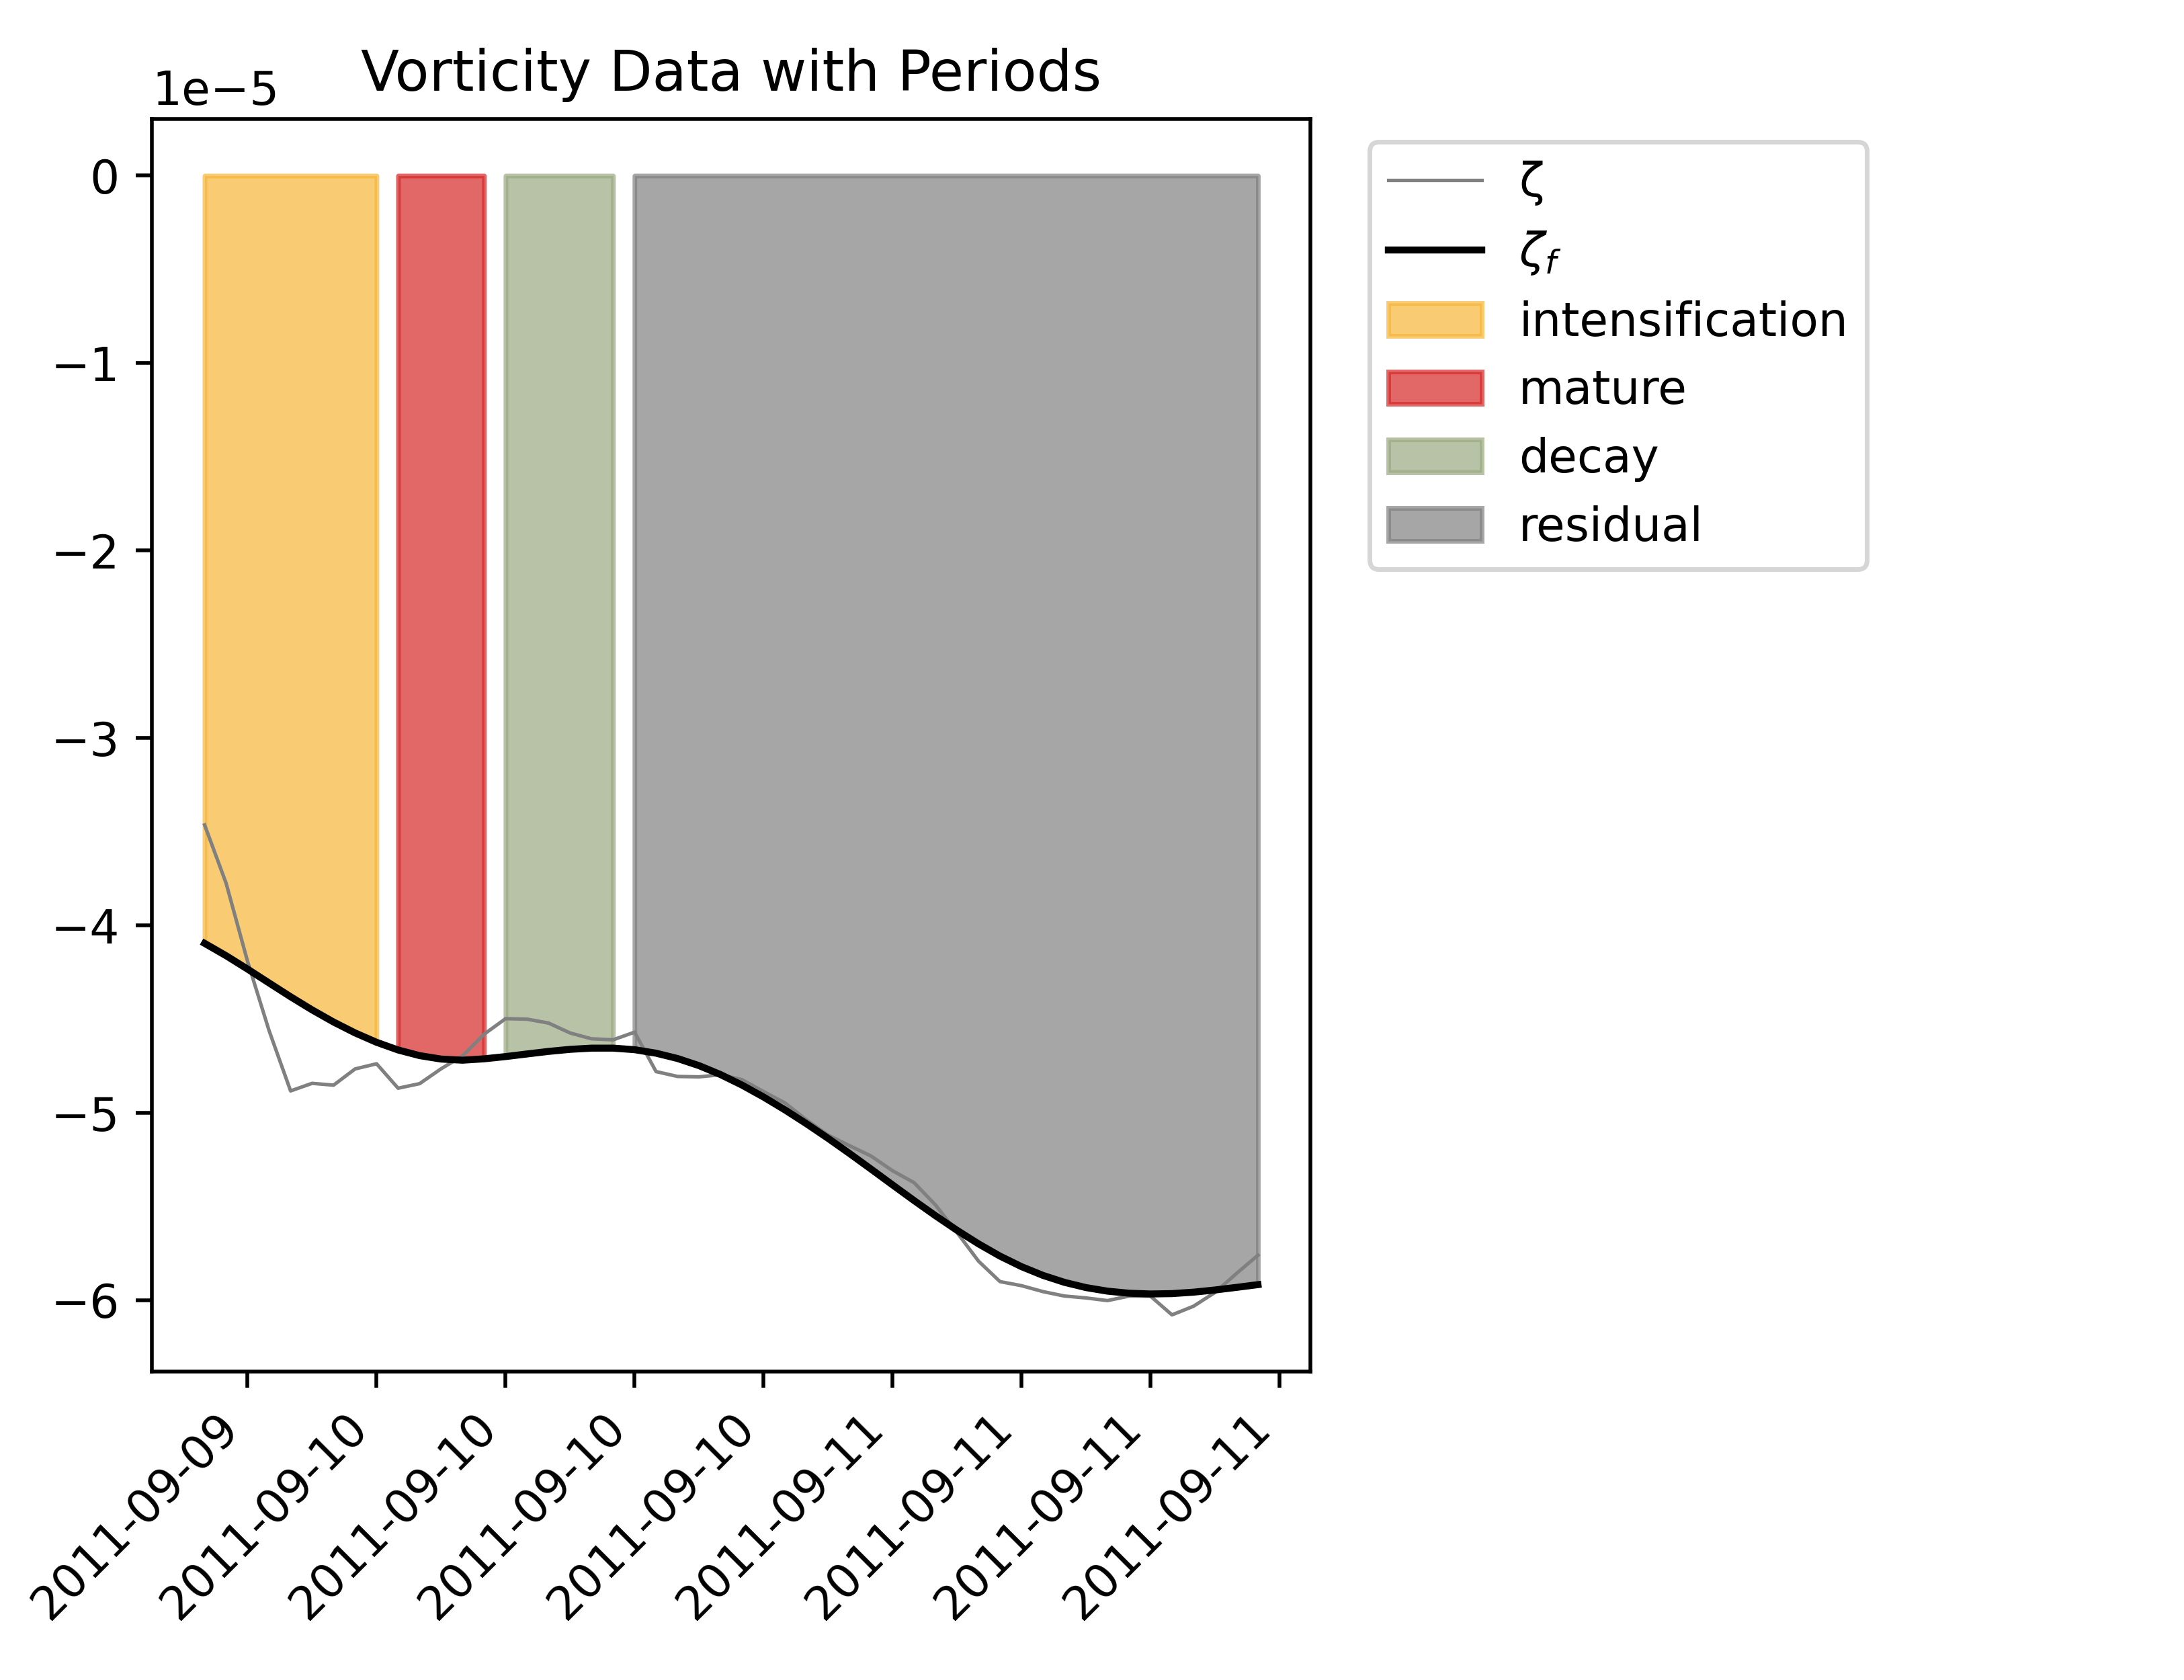 Vorticity Data with Periods
1e−5
0
−1
−2
−3
−4
−5
−6
2011-09-09
2011-09-10
2011-09-10
2011-09-10
2011-09-10
2011-09-11
2011-09-11
2011-09-11
2011-09-11
ζ
ζf
intensification
mature
decay
residual